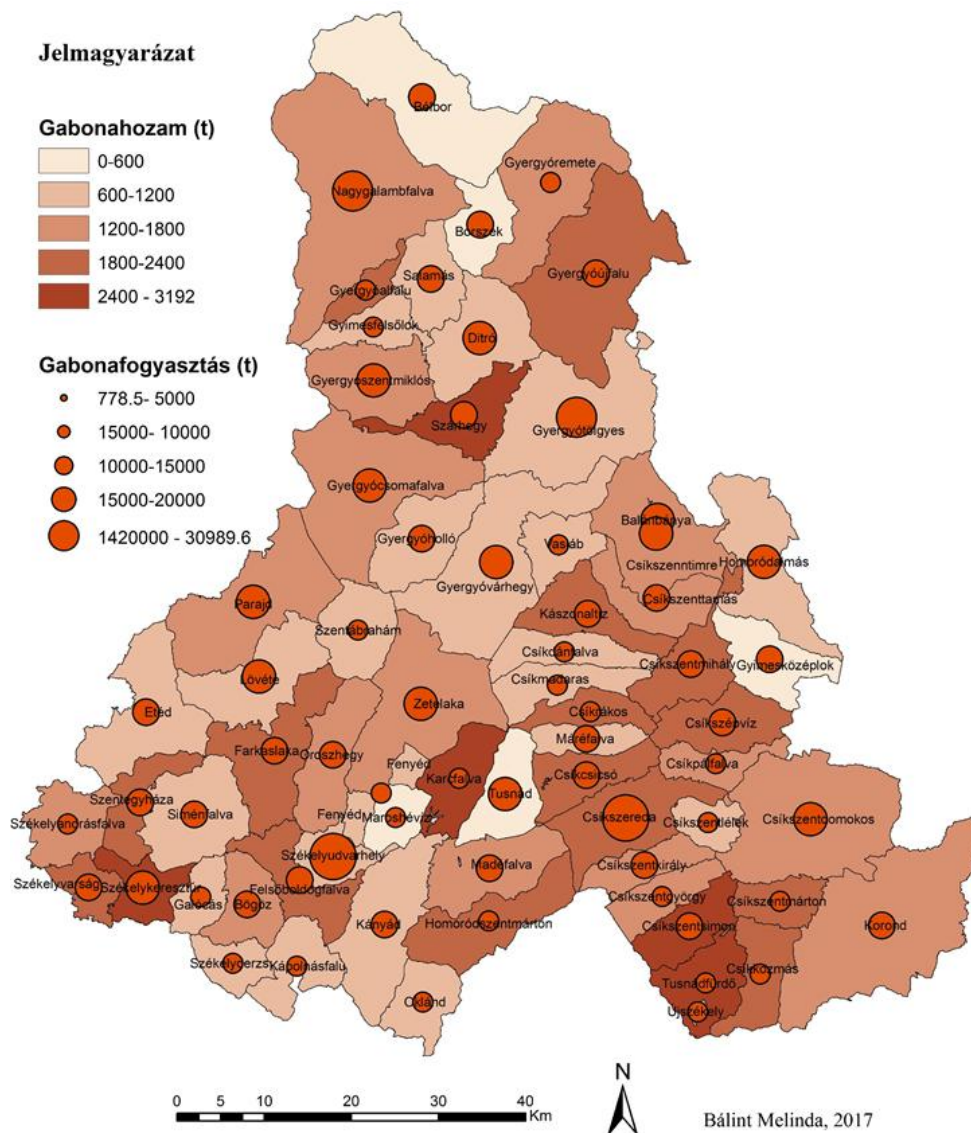 Jelmagyarázat
Gabonahozam (t)
0-600
600-1200
1200-1800
1800-2400
2400 - 3192
Gabonafogyasztás (t)
778.5- 5000
15000- 10000
10000-15000
15000-20000
1420000 - 30989.6
Bélbor
Gyergyóremete
Nagygalambfalva
Borszék
Gyergyóújfalu
Salamás
Gyergyóalfalu
Gyimesfelsőlok
Ditró
Gyergyószentmiklós
Szárhegy
Gyergyótölgyes
Gyergyócsomafalva
Balánbánya
Gyergyóholló
Vasláb
Homoródalmás
Csíkszenntimre
Gyergyóvárhegy
Csíkszenttamás
Parajd
Kászonaltíz
Szentábrahám
Csíkdánfalva
Csíkszentmihály
Gyimesközéplok
Lövéte
Csíkmadaras
Zetelaka
Etéd
Csíkrákos
Csíkszépvíz
Máréfalva
Farkaslaka
Oroszhegy
Fenyéd
Csíkpálfalva
Karcfalva
Csíkcsicsó
Szentegyháza
Tusnád
Siménfalva
Fenyéd
Maroshévíz
Csíkszereda
Csíkszentlélek
Csíkszentdomokos
Székelyandrásfalva
Székelyudvarhely
Madéfalva
Csíkszentkirály
Székelyvarság
Székelykeresztúr
Felsőboldogfalva
Galócás
Bögöz
Csíkszentgyörgy
Csíkszentmárton
Kányád
Homoródszentmárton
Csíkszentsimon
Korond
Székelyderzs
Kápolnásfalu
Csíkkozmás
Tusnádfürdő
Oklánd
Újszékely
0 5 10 20 30 40
Km
N
Bálint Melinda, 2017